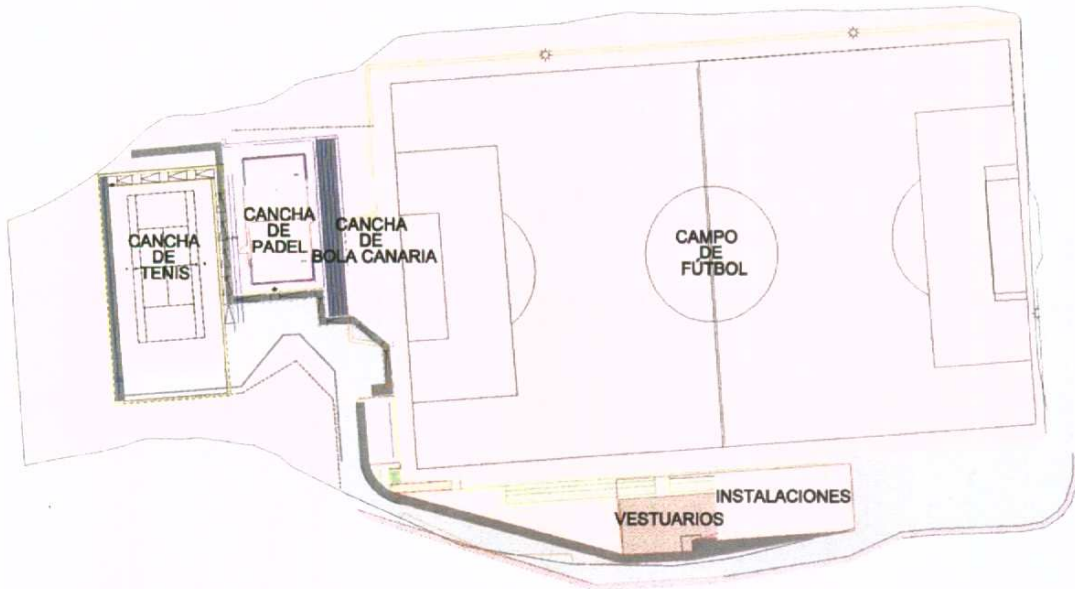 CANCHA
DE
TENIS
CANCHA
DE
PADEL
CANCHA
DE
BOLA CANARIA
CAMPO
DE
FÚTBOL
VESTUARIOS
INSTALACIONES